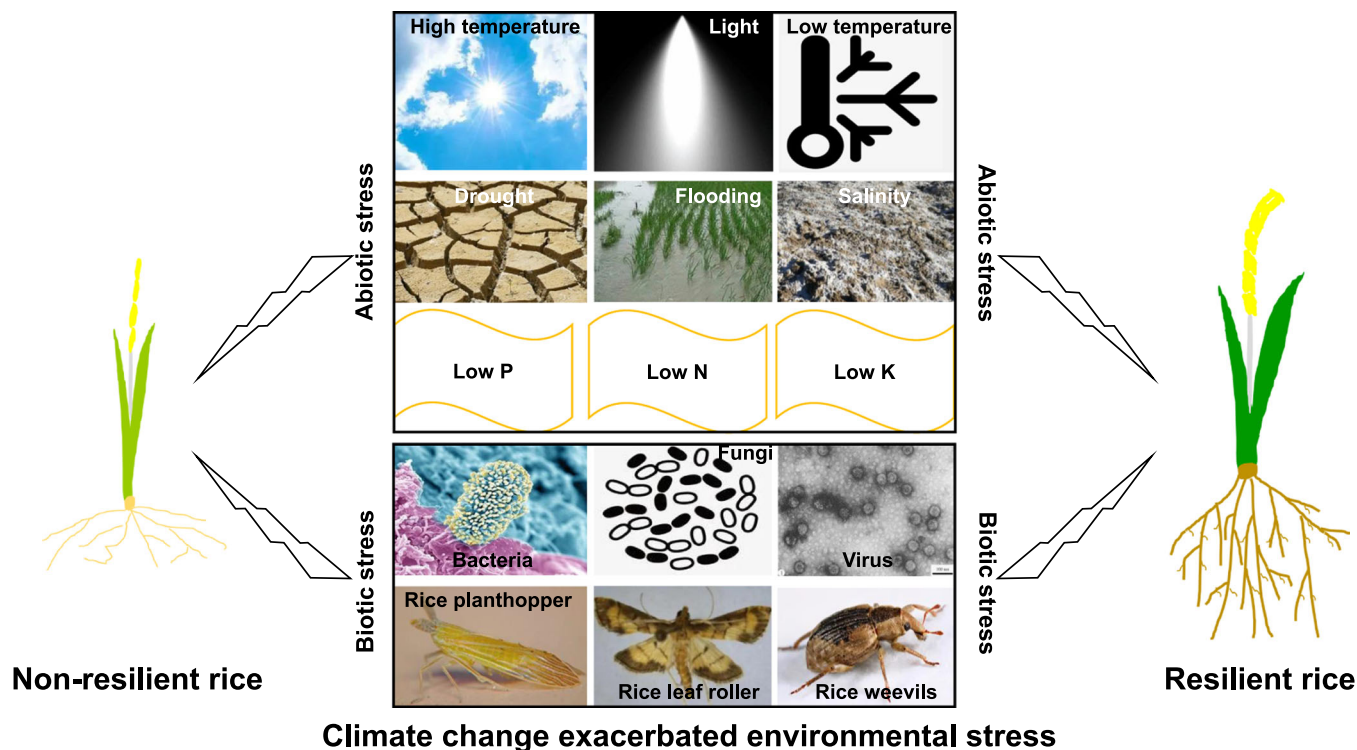 High temperature
Light
Low temperature
Abiotic stress
Drought
Flooding
Salinity
Abiotic stress
Low P
Low N
Low K
Fungi
Bacteria
Virus
Biotic stress
Biotic stress
Rice planthopper
Rice leaf roller
Rice weevils
Non-resilient rice
Resilient rice
Climate change exacerbated environmental stress